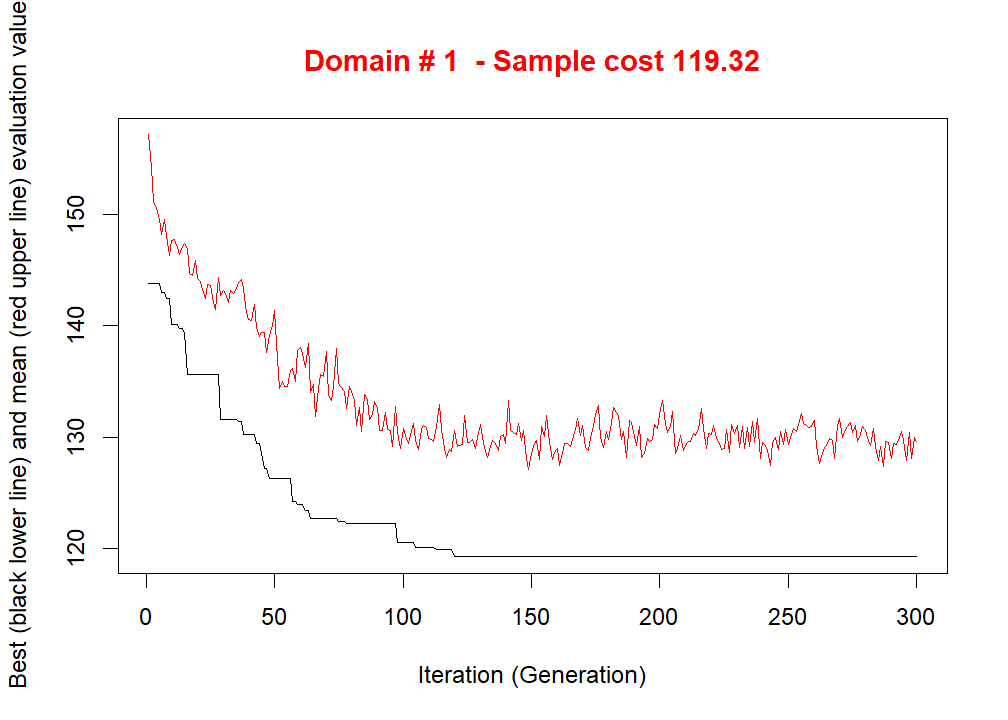 Domain # 1  - Sample cost 119.32
Best (black lower line) and mean (red upper line) evaluation value
150
140
130
120
0 50 100 150 200 250 300
Iteration (Generation)